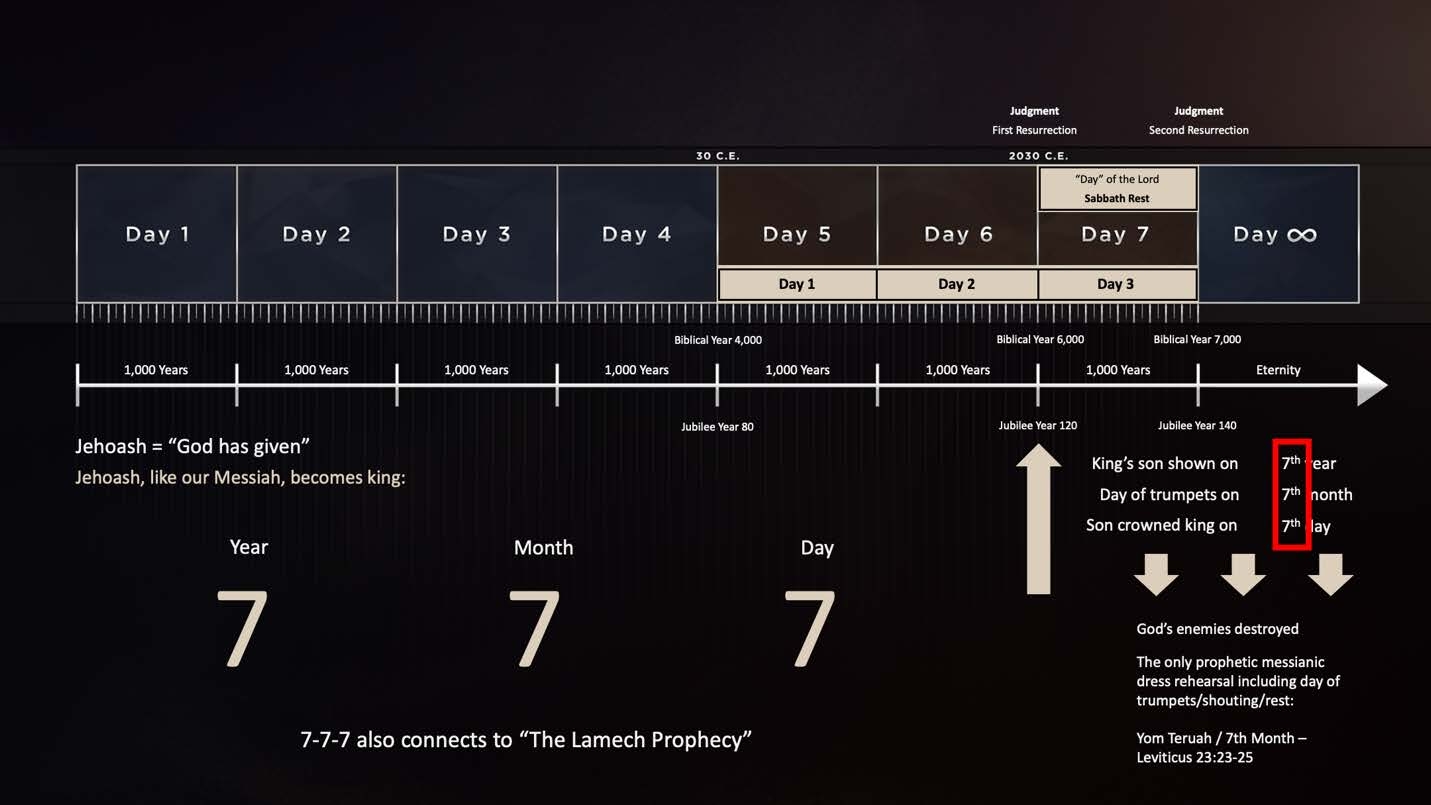 Judgment
First Resurrection
Judgment
Second Resurrection
30 C.E.
2030 C.E.
"Day" of the Lord
Sabbath Rest
Day 1
Day 2
Day 3
Day 4
Day 5
Day 6
Day 7
Day ∞
Day 1
Day 2
Day 3
Biblical Year 4,000
Biblical Year 6,000
Biblical Year 7,000
1,000 Years
1,000 Years
1,000 Years
1,000 Years
1,000 Years
1,000 Years
1,000 Years
Eternity
Jubilee Year 80
Jubilee Year 120
Jubilee Year 140
Jehoash = “God has given”
Jehoash, like our Messiah, becomes king:
King’s son shown on 7th year
Day of trumpets on 7th month
Son crowned king on 7th day
Year
Month
Day
7
7
7
God’s enemies destroyed
The only prophetic messianic
dress rehearsal including day of
trumpets/shouting/rest:
Yom Teruah / 7th Month –
Leviticus 23:23-25
7-7-7 also connects to “The Lamech Prophecy”